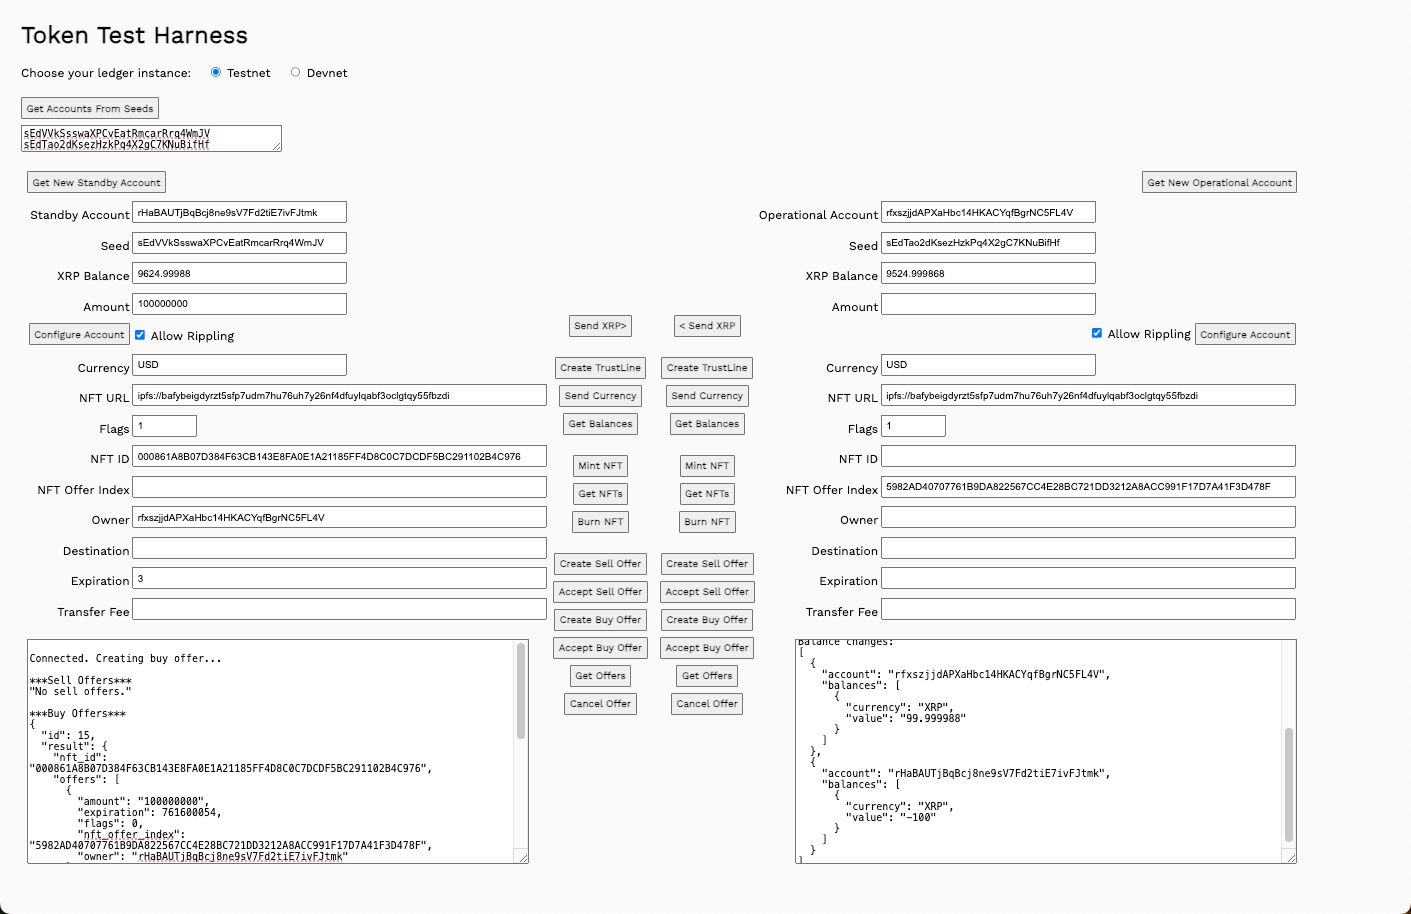 Token Test Harness
Choose your ledger instance: Testnet Devnet
Get Accounts From Seeds
sEdVVkSsswaXPCvEatRmcarRrq4WmJV
sEdTao2dKsezHzkPq4X2gC7KNuBifHf
Get New Standby Account
Get New Operational Account
Standby Account rHaBAUTjBqBcj8ne9sV7Fd2tiE7ivFJtmk
Operational Account rfxszjjdAPXaHbc14HKACYqfBgrNC5FL4V
Seed sEdVVkSsswaXPCvEatRmcarRrq4WmJV
Seed sEdTao2dKsezHzkPq4X2gC7KNuBifHf
XRP Balance 9624.99988
XRP Balance 9524.999868
Amount 100000000
Amount
Configure Account Allow Rippling
Send XRP> < Send XRP
Allow Rippling Configure Account
Currency USD
Create TrustLine Create TrustLine
Currency USD
NFT URL ipfs://bafybeigdyrzt5sfp7udm7hu76uh7y26nf4dfuylqabf3oclgtqy55fbzdi
Send Currency Send Currency
NFT URL ipfs://bafybeigdyrzt5sfp7udm7hu76uh7y26nf4dfuylqabf3oclgtqy55fbzdi
Flags 1
Get Balances Get Balances
Flags 1
NFT ID 000861A8B07D384F63CB143E8FA0E1A21185FF4D8C0C7DCDF5BC291102B4C976
Mint NFT Mint NFT
NFT ID
NFT Offer Index
Get NFTs Get NFTs
NFT Offer Index 5982AD40707761B9DA822567CC4E28BC721DD3212A8ACC991F17D7A41F3D478F
Owner rfxszjjdAPXaHbc14HKACYqfBgrNC5FL4V
Burn NFT Burn NFT
Owner
Destination
Create Sell Offer Create Sell Offer
Destination
Expiration 3
Accept Sell Offer Accept Sell Offer
Expiration
Transfer Fee
Create Buy Offer Create Buy Offer
Transfer Fee
Accept Buy Offer Accept Buy Offer
Get Offers Get Offers
Cancel Offer Cancel Offer
Connected. Creating buy offer...
***Sell Offers***
"No sell offers."
***Buy Offers***
{
"id": 15,
"result": {
"nft_id":
"000861A8B07D384F63CB143E8FA0E1A21185FF4D8C0C7DCDF5BC291102B4C976",
"offers": [
{
"amount": "100000000",
"expiration": 761600054,
"flags": 0,
"nft_offer_index":
"5982AD40707761B9DA822567CC4E28BC721DD3212A8ACC991F17D7A41F3D478F",
"owner": "rHaBAUTjBqBcj8ne9sV7Fd2tiE7ivFJtmk"
Balance changes:
[
{
"account": "rfxszjjdAPXaHbc14HKACYqfBgrNC5FL4V",
"balances": [
{
"currency": "XRP",
"value": "99.999988"
}
]
},
{
"account": "rHaBAUTjBqBcj8ne9sV7Fd2tiE7ivFJtmk",
"balances": [
{
"currency": "XRP",
"value": "-100"
}
]
}
]